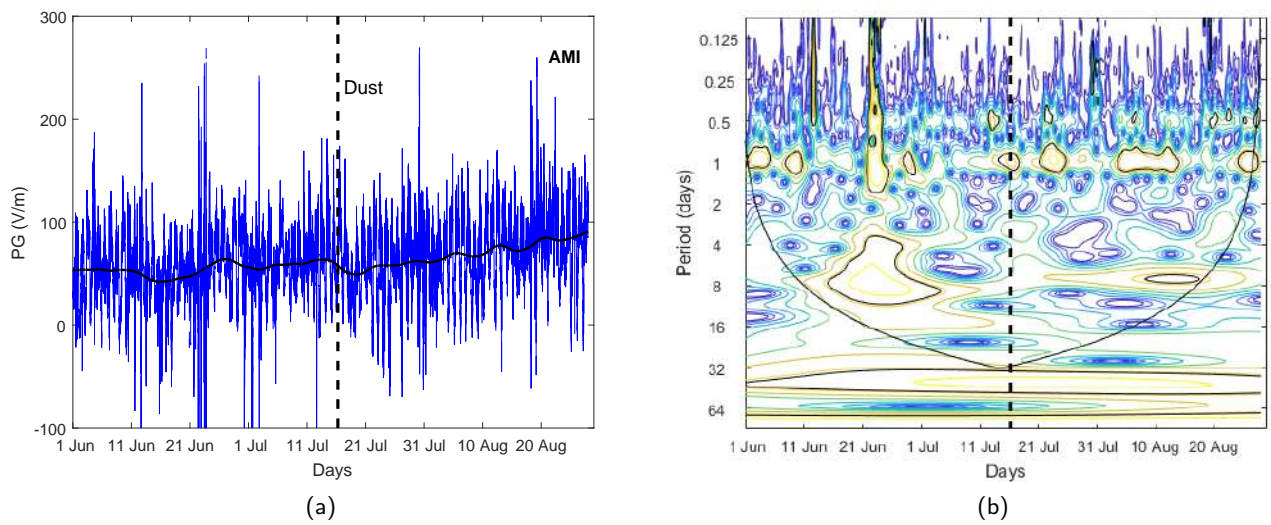 300
AMI
Dust
200
100
0
-100
PG (V/m)
1 Jun 11 Jun 21 Jun 1 Jul 11 Jul 21 Jul 31 Jul 10 Aug 20 Aug
Days
(a)
0.125
0.25
0.5
1
2
4
8
16
32
64
Period (days)
1 Jun 11 Jun 21 Jun 1 Jul 11 Jul 21 Jul 31 Jul 10 Aug 20 Aug
Days
(b)